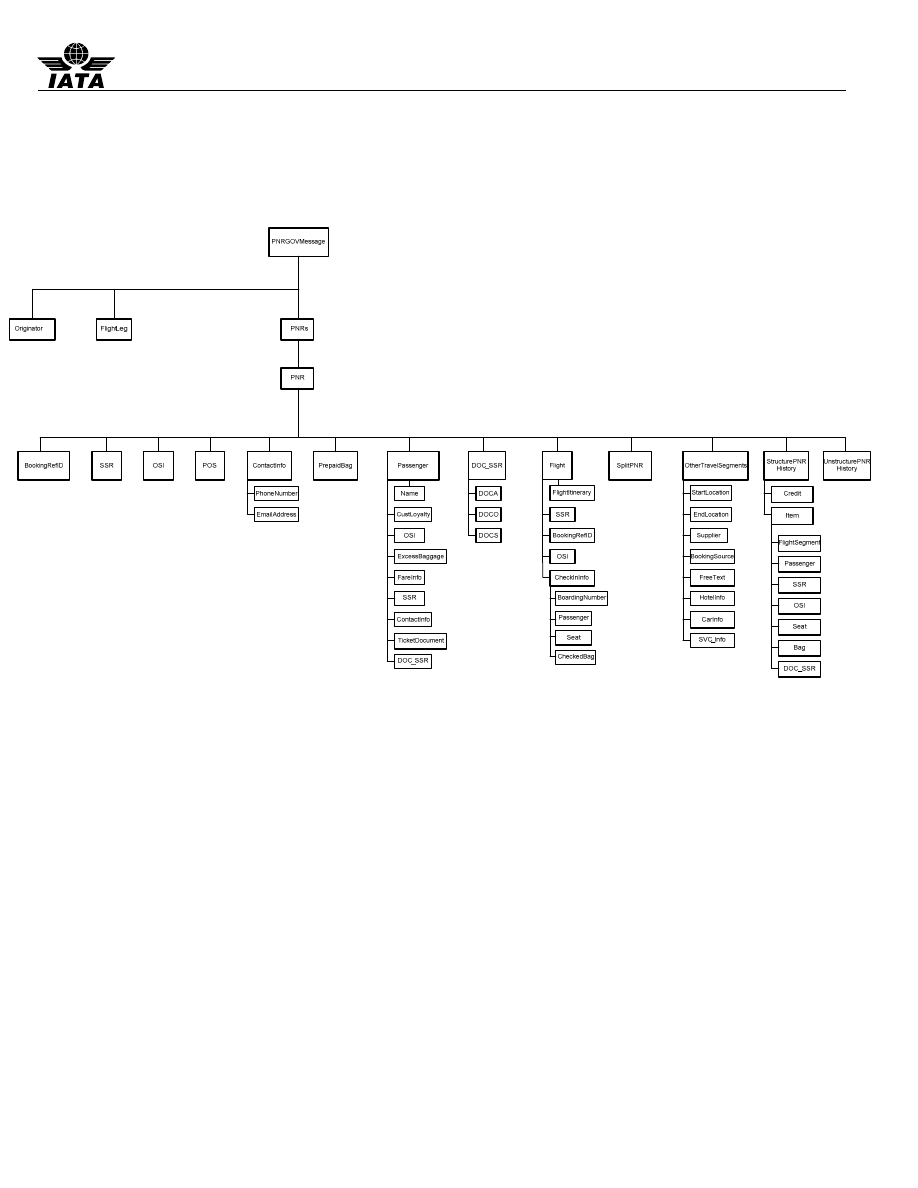 IATA
PNRGOVMessage
Originator
FlightLeg
PNRs
PNR
BookingRefID
SSR
OSI
POS
ContactInfo
PrepaidBag
Passenger
DOC_SSR
Flight
SplitPNR
OtherTravelSegments
StructurePNR
History
UnstructurePNR
History
PhoneNumber
EmailAddress
Name
CustLoyalty
OSI
ExcessBaggage
FareInfo
SSR
ContactInfo
TicketDocument
DOC_SSR
DOCA
DOCO
DOCS
FlightItinerary
SSR
BookingRefID
OSI
CheckInInfo
BoardingNumber
Passenger
Seat
CheckedBag
StartLocation
EndLocation
Supplier
BookingSource
FreeText
HotelInfo
CarInfo
SVC_Info
Credit
Item
FlightSegment
Passenger
SSR
OSI
Seat
Bag
DOC_SSR